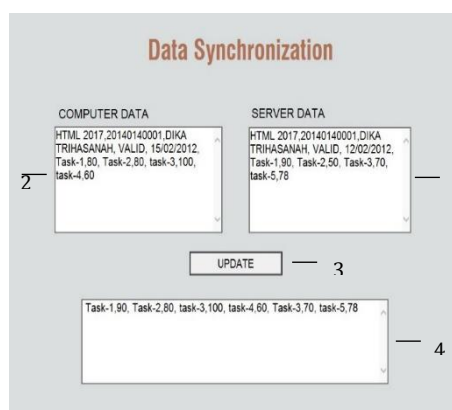 Data Synchronization
COMPUTER DATA
HTML 2017,20140140001,DIKA
TRIHASANAH, VALID, 15/02/2012,
Task-1,80, Task-2,80, task-3,100,
task-4,60
2
SERVER DATA
HTML 2017,20140140001,DIKA
TRIHASANAH, VALID, 12/02/2012,
Task-1,90, Task-2,50, Task-3,70,
task-5,78
UPDATE
3
Task-1,90, Task-2,80, task-3,100, task-4,60, Task-3,70, task-5,78
4